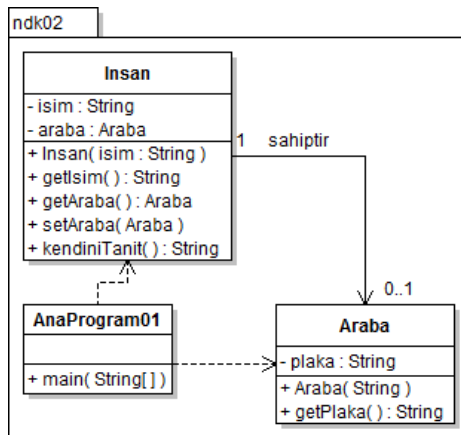 ndk02
Insan
- isim : String
- araba : Araba
+ Insan( isim : String )
+ getIsim( ) : String
+ getAraba( ) : Araba
+ setAraba( Araba )
+ kendiniTanit( ) : String
1 sahiptir
0..1
AnaProgram01
+ main( String[ ] )
Araba
- plaka : String
+ Araba( String )
+ getPlaka( ) : String